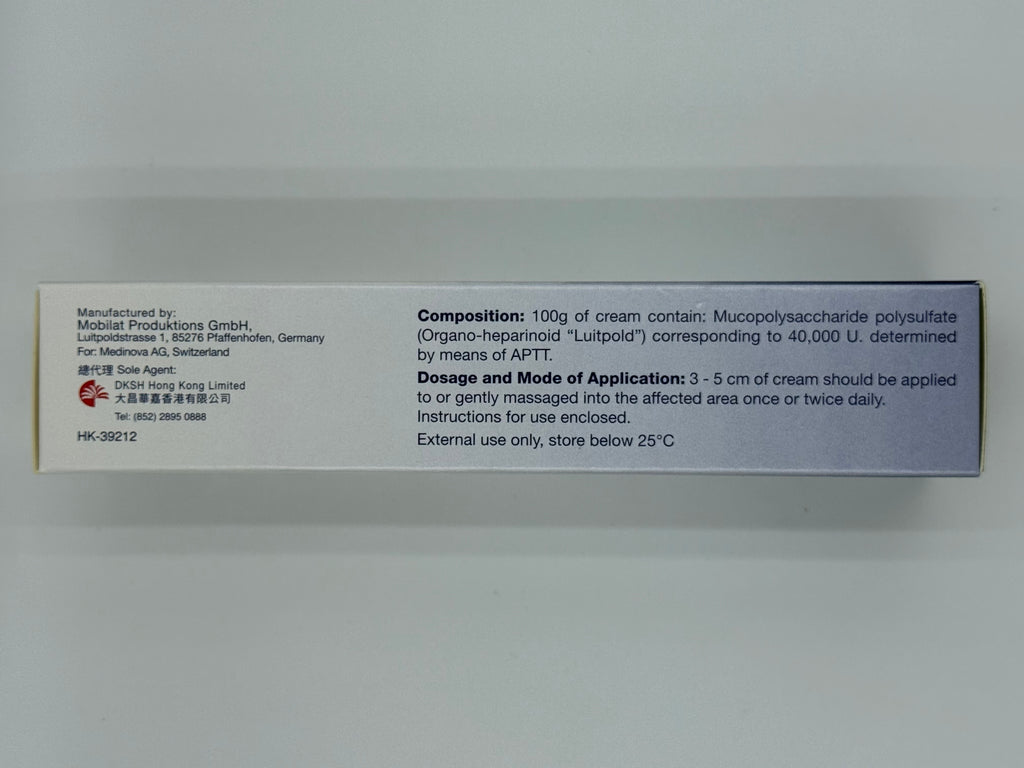 Manufactured by:
Mobilat Produktions GmbH,
Luitpoldstrasse 1, 85276 Pfaffenhofen, Germany
For: Medinova AG, Switzerland
總代理 Sole Agent:
DKSH Hong Kong Limited
大昌華嘉香港有限公司
Tel: (852) 2895 0888
HK-39212
Composition: 100g of cream contain: Mucopolysaccharide polysulfate
(Organo-heparinoid “Luitpold”) corresponding to 40,000 U. determined
by means of APTT.
Dosage and Mode of Application: 3 - 5 cm of cream should be applied
to or gently massaged into the affected area once or twice daily.
Instructions for use enclosed.
External use only, store below 25°C